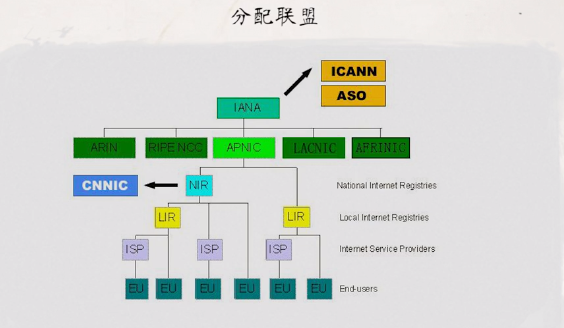 分配联盟
ICANN
ASO
IANA
ARIN
RIPE NCC
APNIC
LACNIC
AFRINIC
CNNIC
NIR
National Internet Registries
LIR
LIR
Local Internet Registries
ISP
ISP
ISP
Internet Service Providers
EU
EU
EU
EU
EU
EU
End-users